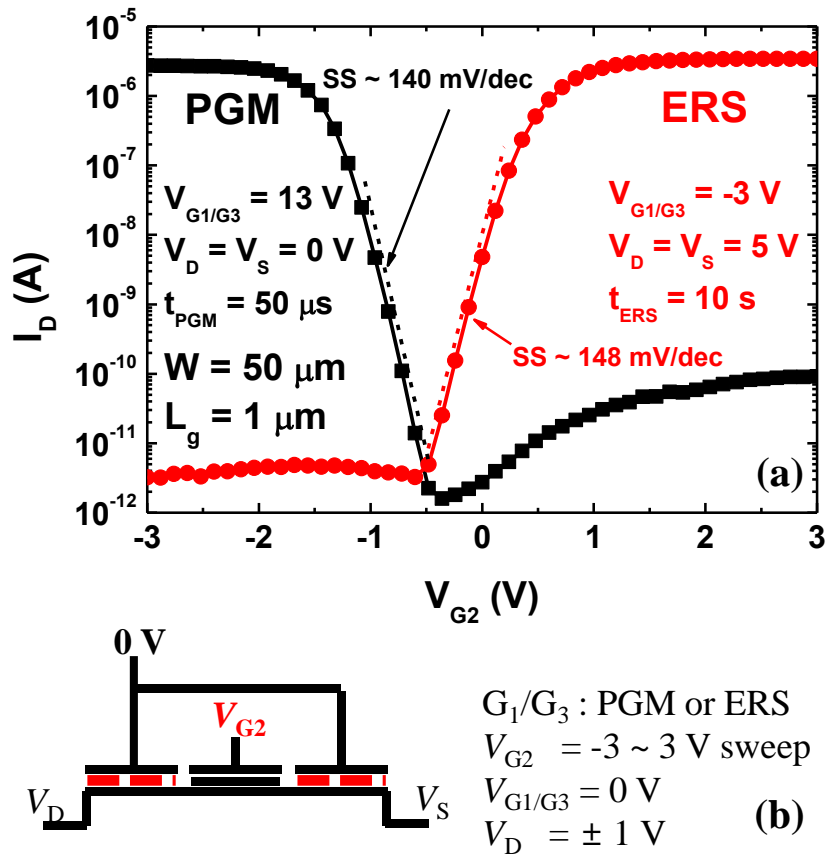 10⁻⁵
10⁻⁶
10⁻⁷
10⁻⁸
10⁻⁹
10⁻¹⁰
10⁻¹¹
10⁻¹²
I_D (A)
SS ~ 140 mV/dec
PGM
ERS
V_G1/G3 = 13 V
V_D = V_S = 0 V
t_PGM = 50 μs
W = 50 μm
L_g = 1 μm
V_G1/G3 = -3 V
V_D = V_S = 5 V
t_ERS = 10 s
SS ~ 148 mV/dec
(a)
-3 -2 -1 0 1 2 3
V_G2 (V)
0 V
V_G2
V_D
V_S
G₁/G₃ : PGM or ERS
V_G2 = -3 ~ 3 V sweep
V_G1/G3 = 0 V
V_D = ± 1 V
(b)